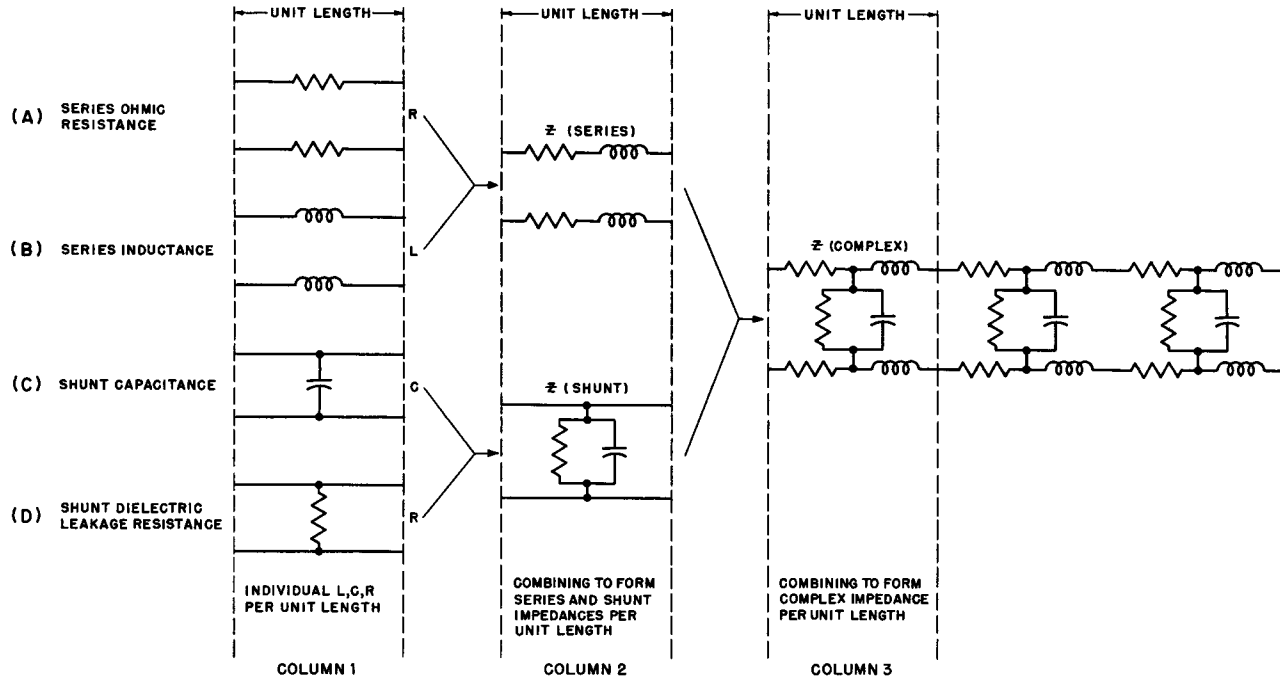 UNIT LENGTH
UNIT LENGTH
UNIT LENGTH
(A) SERIES OHMIC
RESISTANCE
R
Z (SERIES)
(B) SERIES INDUCTANCE
L
Z (COMPLEX)
(C) SHUNT CAPACITANCE
C
Z (SHUNT)
(D) SHUNT DIELECTRIC
LEAKAGE RESISTANCE
R
INDIVIDUAL L,C,R
PER UNIT LENGTH
COMBINING TO FORM
SERIES AND SHUNT
IMPEDANCES PER
UNIT LENGTH
COMBINING TO FORM
COMPLEX IMPEDANCE
PER UNIT LENGTH
COLUMN 1
COLUMN 2
COLUMN 3